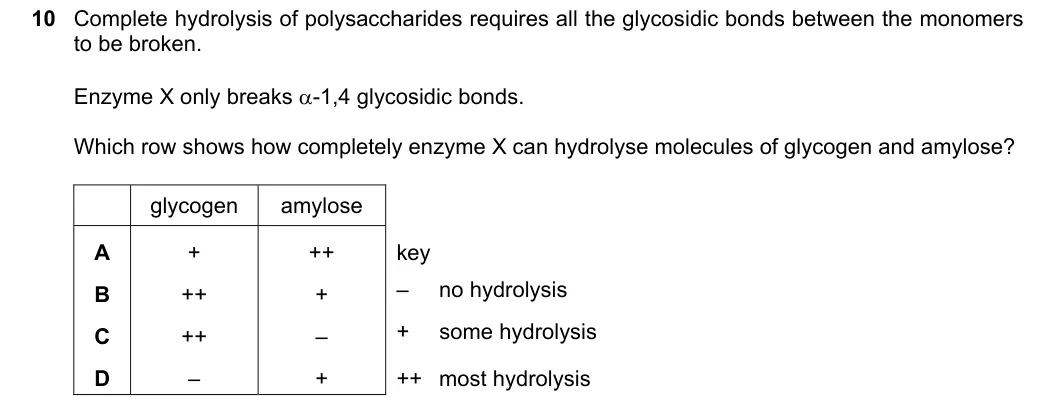 10 Complete hydrolysis of polysaccharides requires all the glycosidic bonds between the monomers
to be broken.
Enzyme X only breaks α-1,4 glycosidic bonds.
Which row shows how completely enzyme X can hydrolyse molecules of glycogen and amylose?
glycogen amylose
A + ++ key
B ++ + – no hydrolysis
C ++ – + some hydrolysis
D – + ++ most hydrolysis